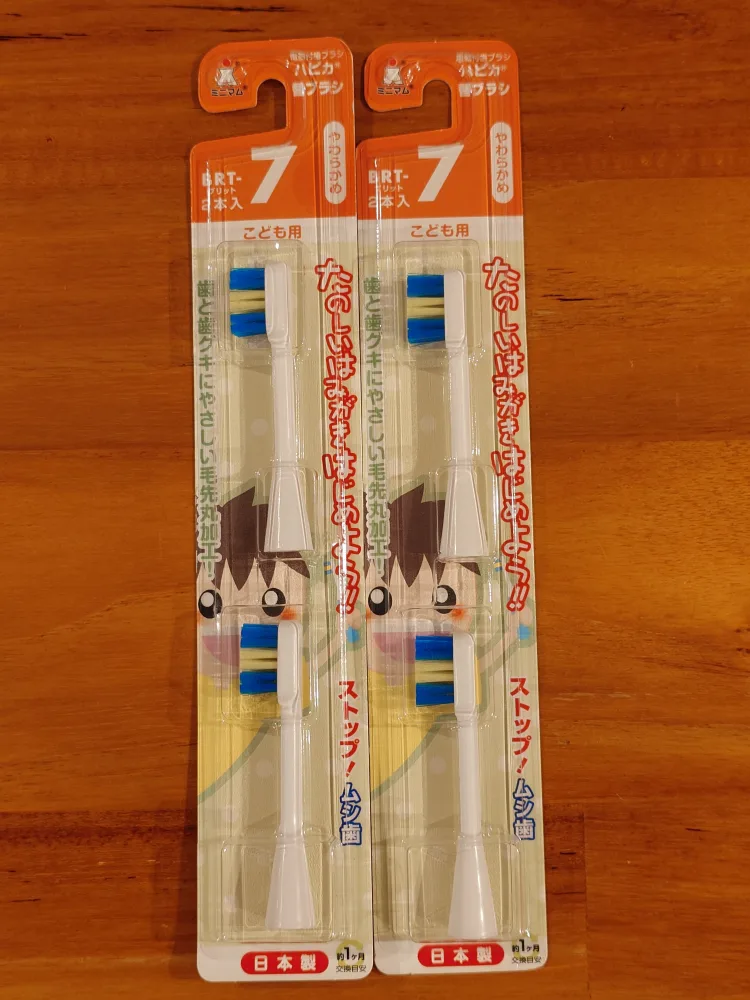 電動付歯ブラシ
ハピカ®
替ブラシ
ミニマム®
やわらかめ
BRT-7
ブリット
2本入
こども用
たのしいはみがきはじめよう!!
歯と歯グキにやさしい毛先丸加工!
ストップ!ムシ歯
日本製
約1ヶ月
交換目安
電動付歯ブラシ
ハピカ®
替ブラシ
ミニマム®
やわらかめ
BRT-7
ブリット
2本入
こども用
たのしいはみがきはじめよう!!
歯と歯グキにやさしい毛先丸加工!
ストップ!ムシ歯
日本製
約1ヶ月
交換目安